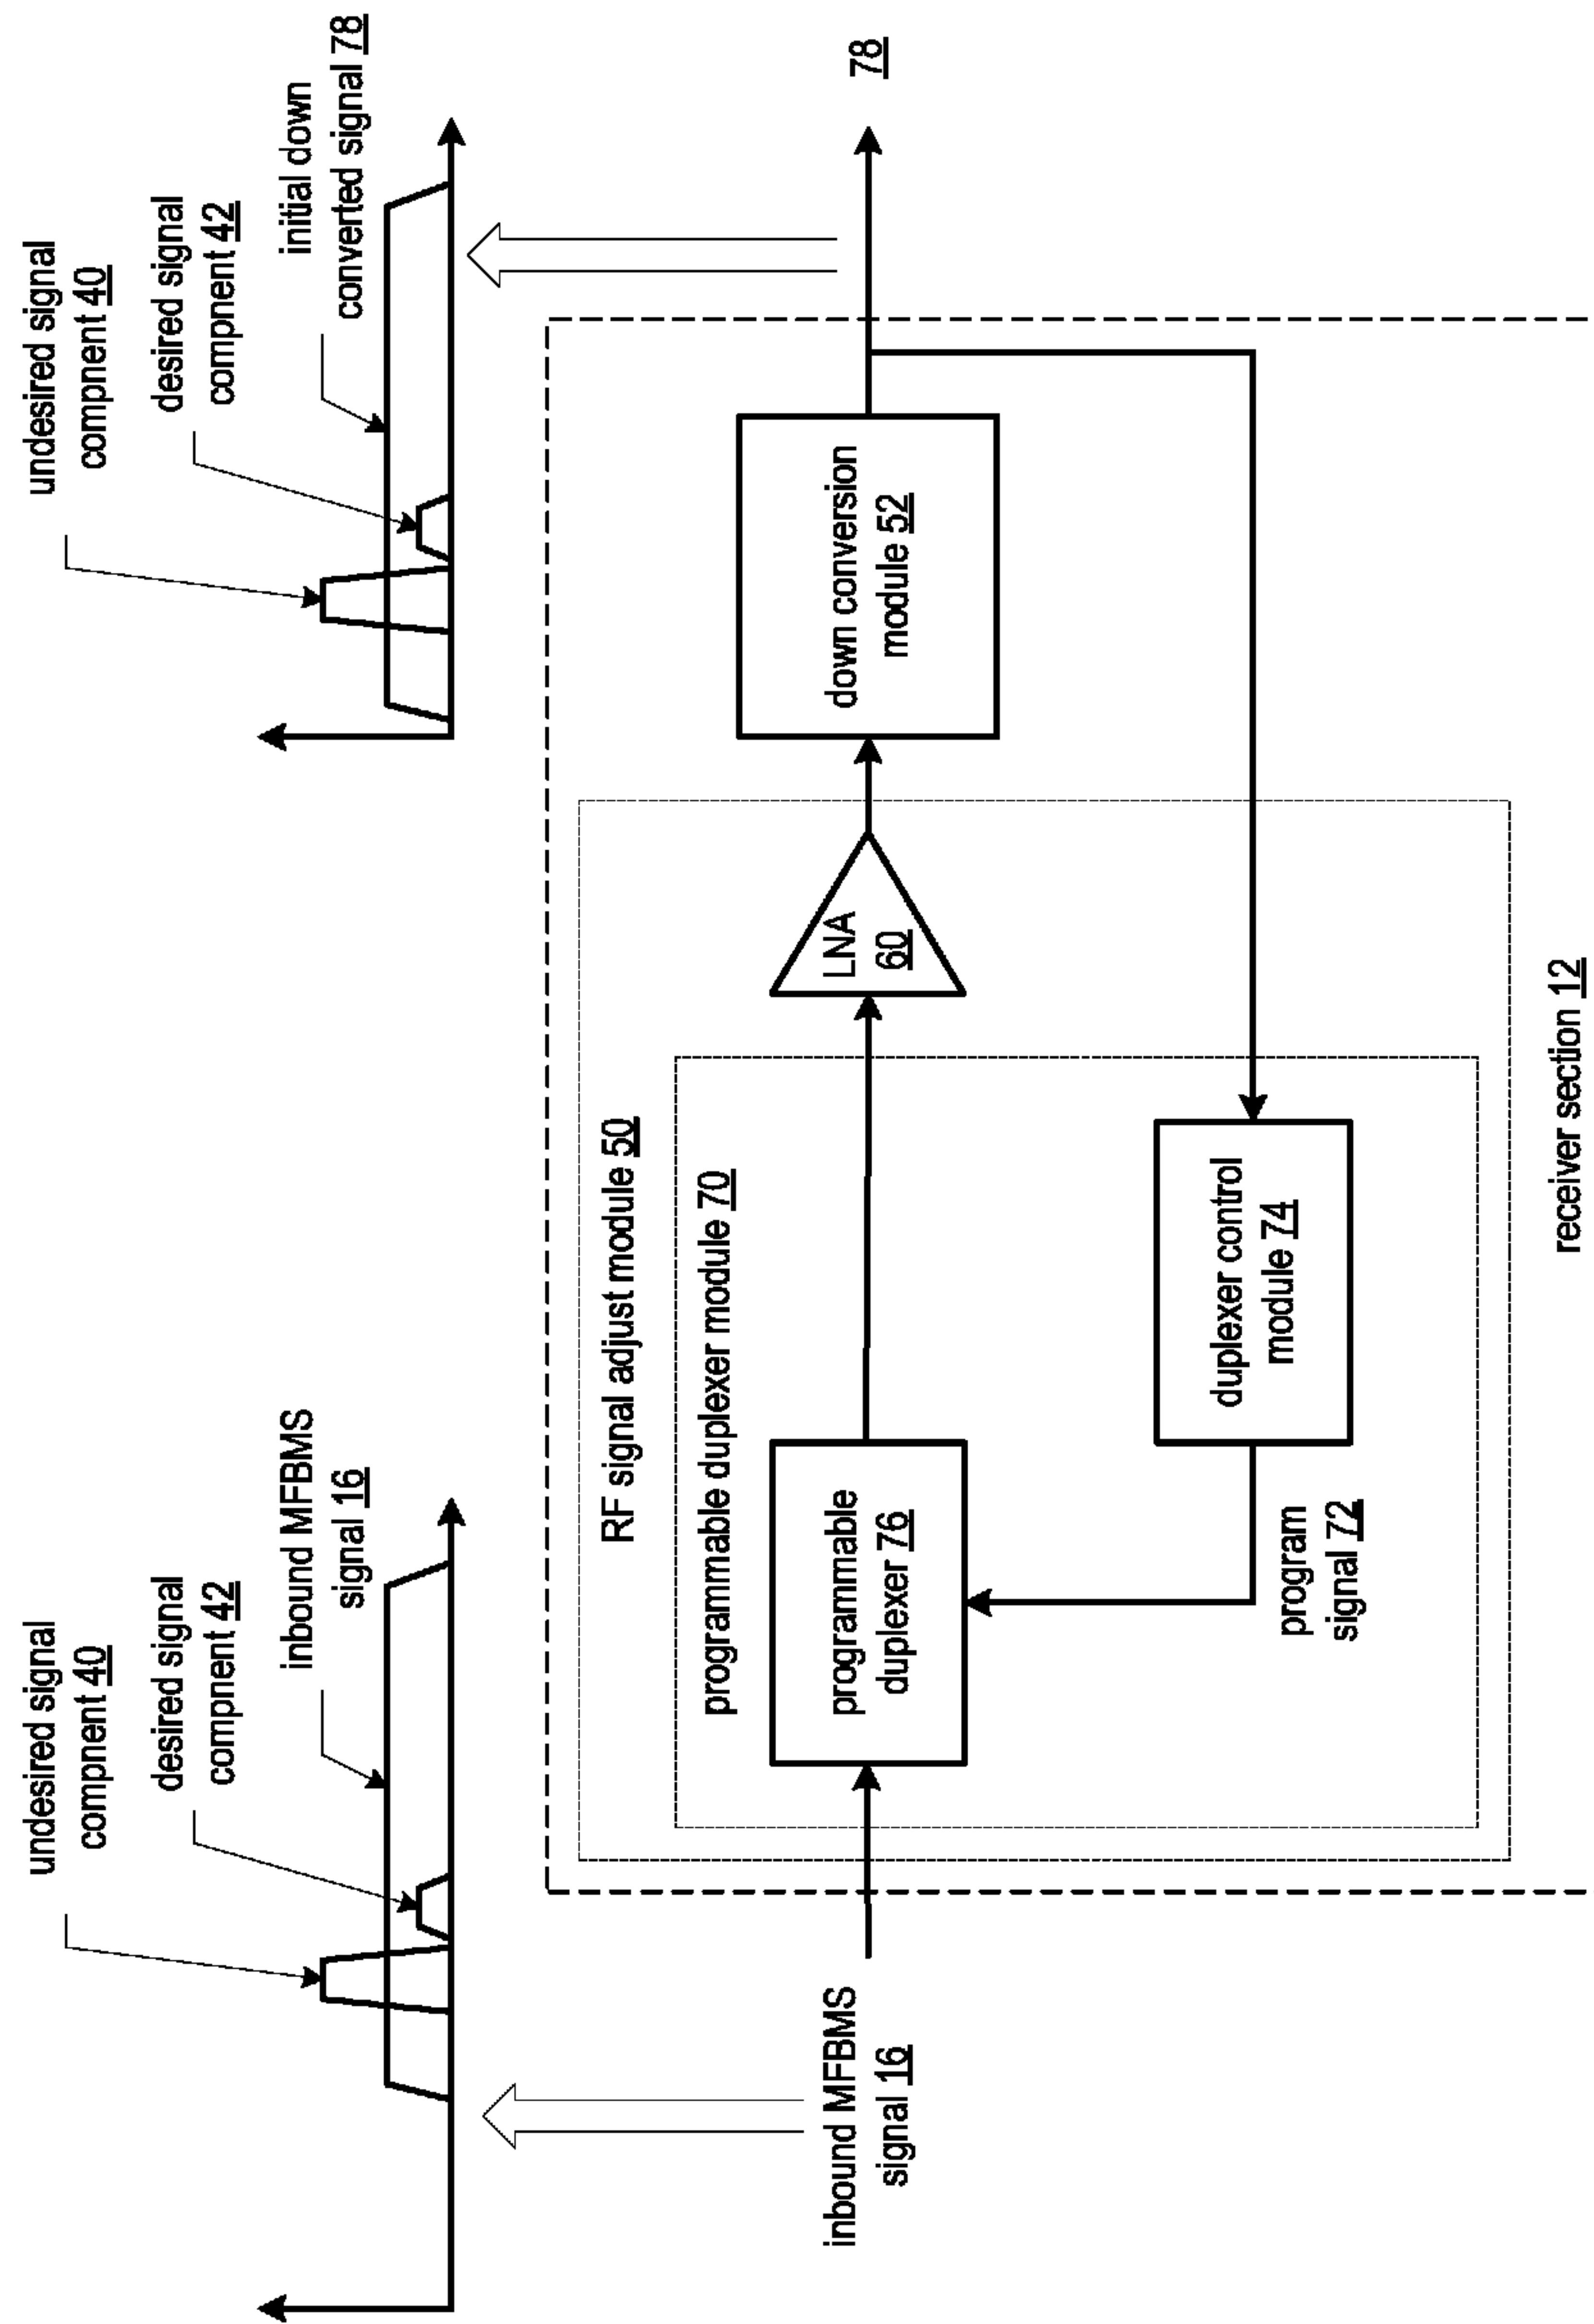 undesired signal
compnent 40
desired signal
compnent 42
inbound MFBMS
signal 16
undesired signal
compnent 40
desired signal
compnent 42
initial down
converted signal 78
inbound MFBMS
signal 16
RF signal adjust module 50
programmable duplexer module 70
programmable
duplexer 76
LNA
60
down conversion
module 52
78
duplexer control
module 74
program
signal 72
receiver section 12